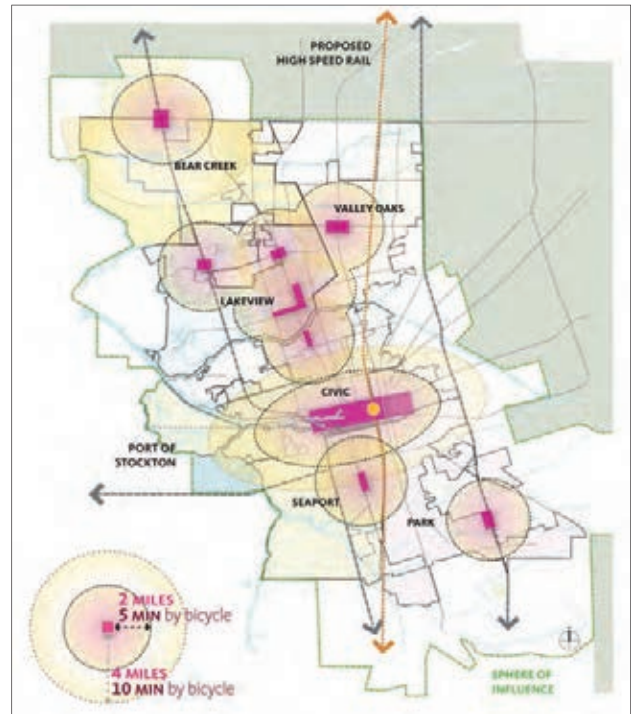 PROPOSED
HIGH SPEED RAIL
BEAR CREEK
VALLEY OAKS
LAKEVIEW
CIVIC
PORT OF
STOCKTON
SEAPORT
PARK
2 MILES
5 MIN by bicycle
4 MILES
10 MIN by bicycle
SPHERE OF
INFLUENCE